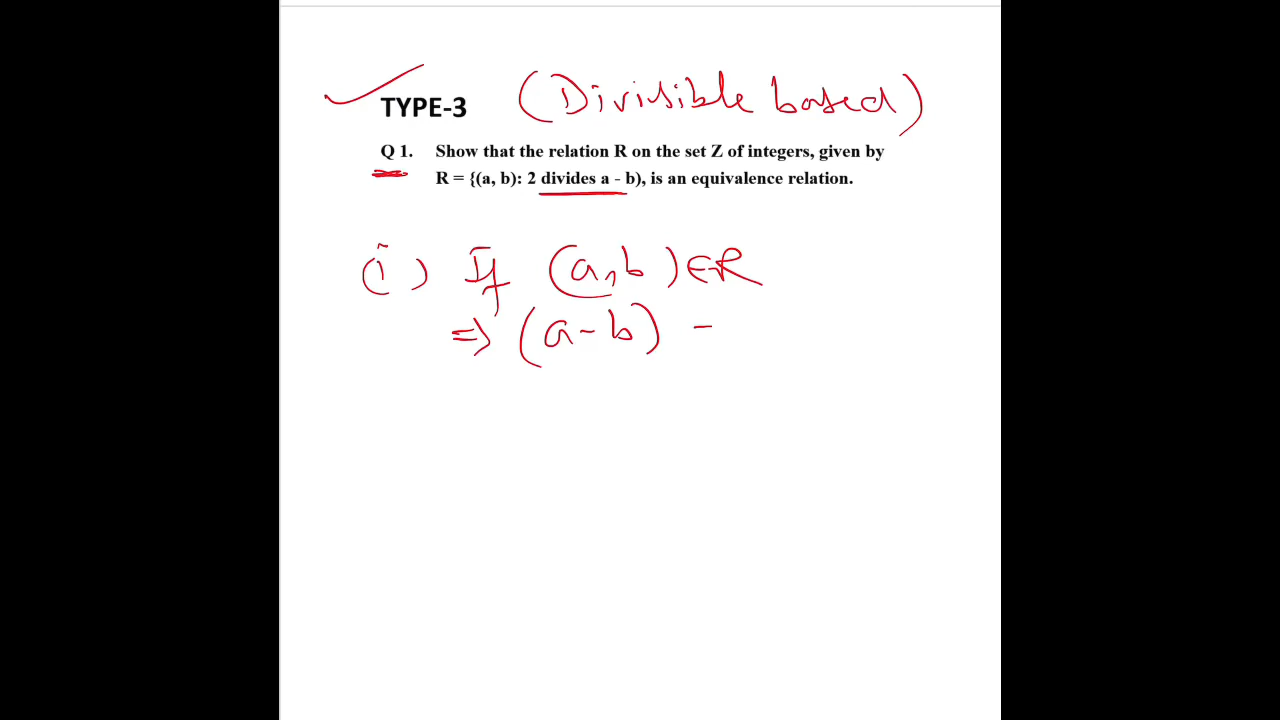 TYPE-3 (Divisible based)
Q 1. Show that the relation R on the set Z of integers, given by
R = {(a, b): 2 divides a - b), is an equivalence relation.
(i) If (a,b) ∈ R
⇒ (a - b) -